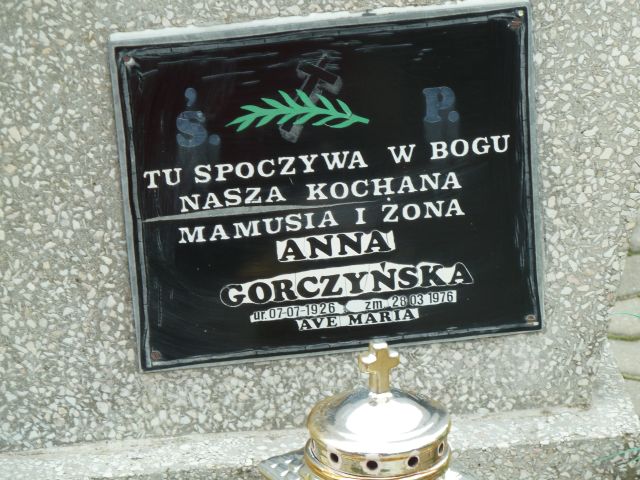 Ś. P.
TU SPOCZYWA W BOGU
NASZA KOCHANA
MAMUSIA I ŻONA
ANNA
GORCZYŃSKA
ur. 07-07-1926 zm 28 03 1976
AVE MARIA